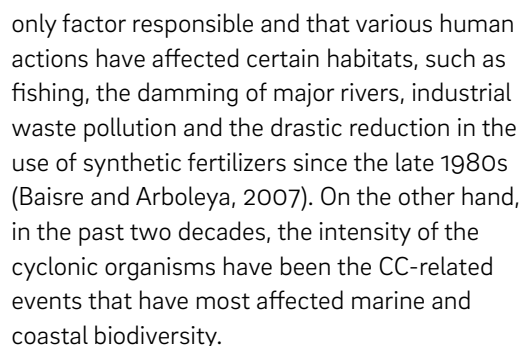 only factor responsible and that various human
actions have affected certain habitats, such as
fishing, the damming of major rivers, industrial
waste pollution and the drastic reduction in the
use of synthetic fertilizers since the late 1980s
(Baisre and Arboleya, 2007). On the other hand,
in the past two decades, the intensity of the
cyclonic organisms have been the CC-related
events that have most affected marine and
coastal biodiversity.